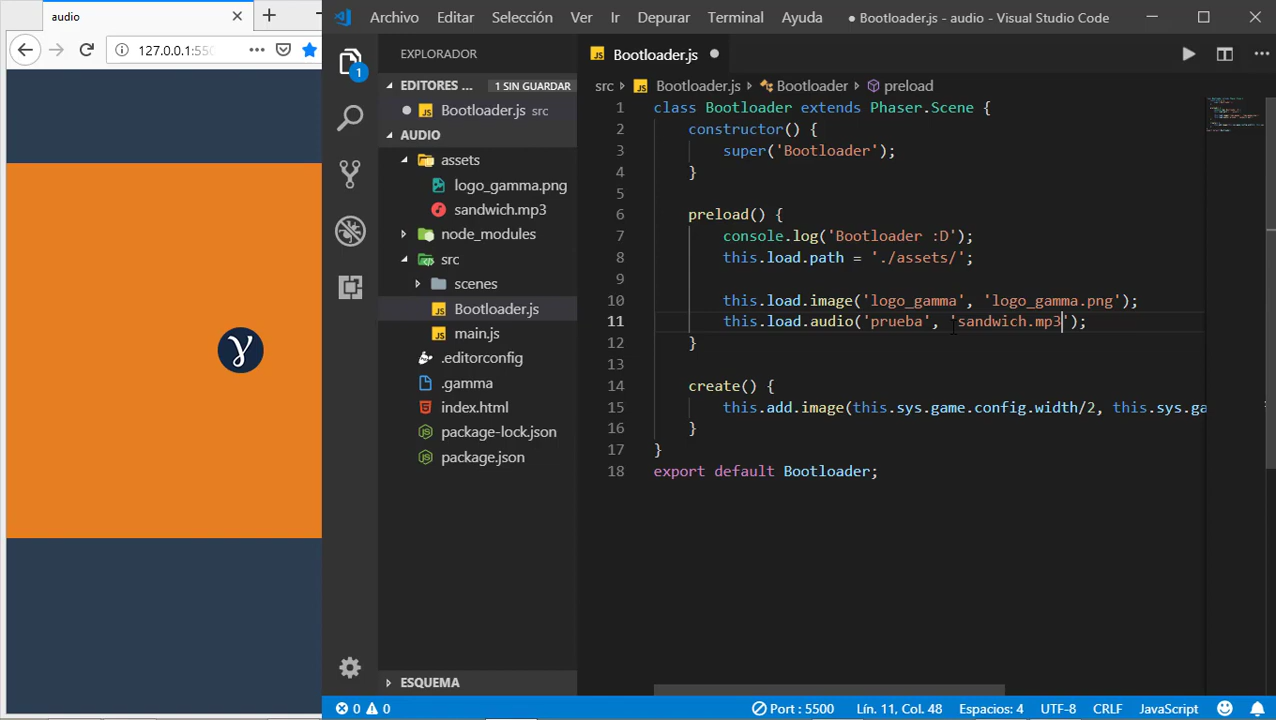 audio
127.0.0.1:550
Archivo Editar Selección Ver Ir Depurar Terminal Ayuda ● Bootloader.js - audio - Visual Studio Code
1
EXPLORADOR
EDITORES ... 1 SIN GUARDAR
Bootloader.js src
AUDIO
assets
logo_gamma.png
sandwich.mp3
node_modules
src
scenes
Bootloader.js
main.js
.editorconfig
.gamma
index.html
package-lock.json
package.json
ESQUEMA
JS Bootloader.js
src JS Bootloader.js Bootloader preload
1 class Bootloader extends Phaser.Scene {
2 constructor() {
3 super('Bootloader');
4 }
5
6 preload() {
7 console.log('Bootloader :D');
8 this.load.path = './assets/';
9
10 this.load.image('logo_gamma', 'logo_gamma.png');
11 this.load.audio('prueba', 'sandwich.mp3');
12 }
13
14 create() {
15 this.add.image(this.sys.game.config.width/2, this.sys.ga
16 }
17 }
18 export default Bootloader;
γ
0 0 Port : 5500 Lín. 11, Col. 48 Espacios: 4 UTF-8 CRLF JavaScript